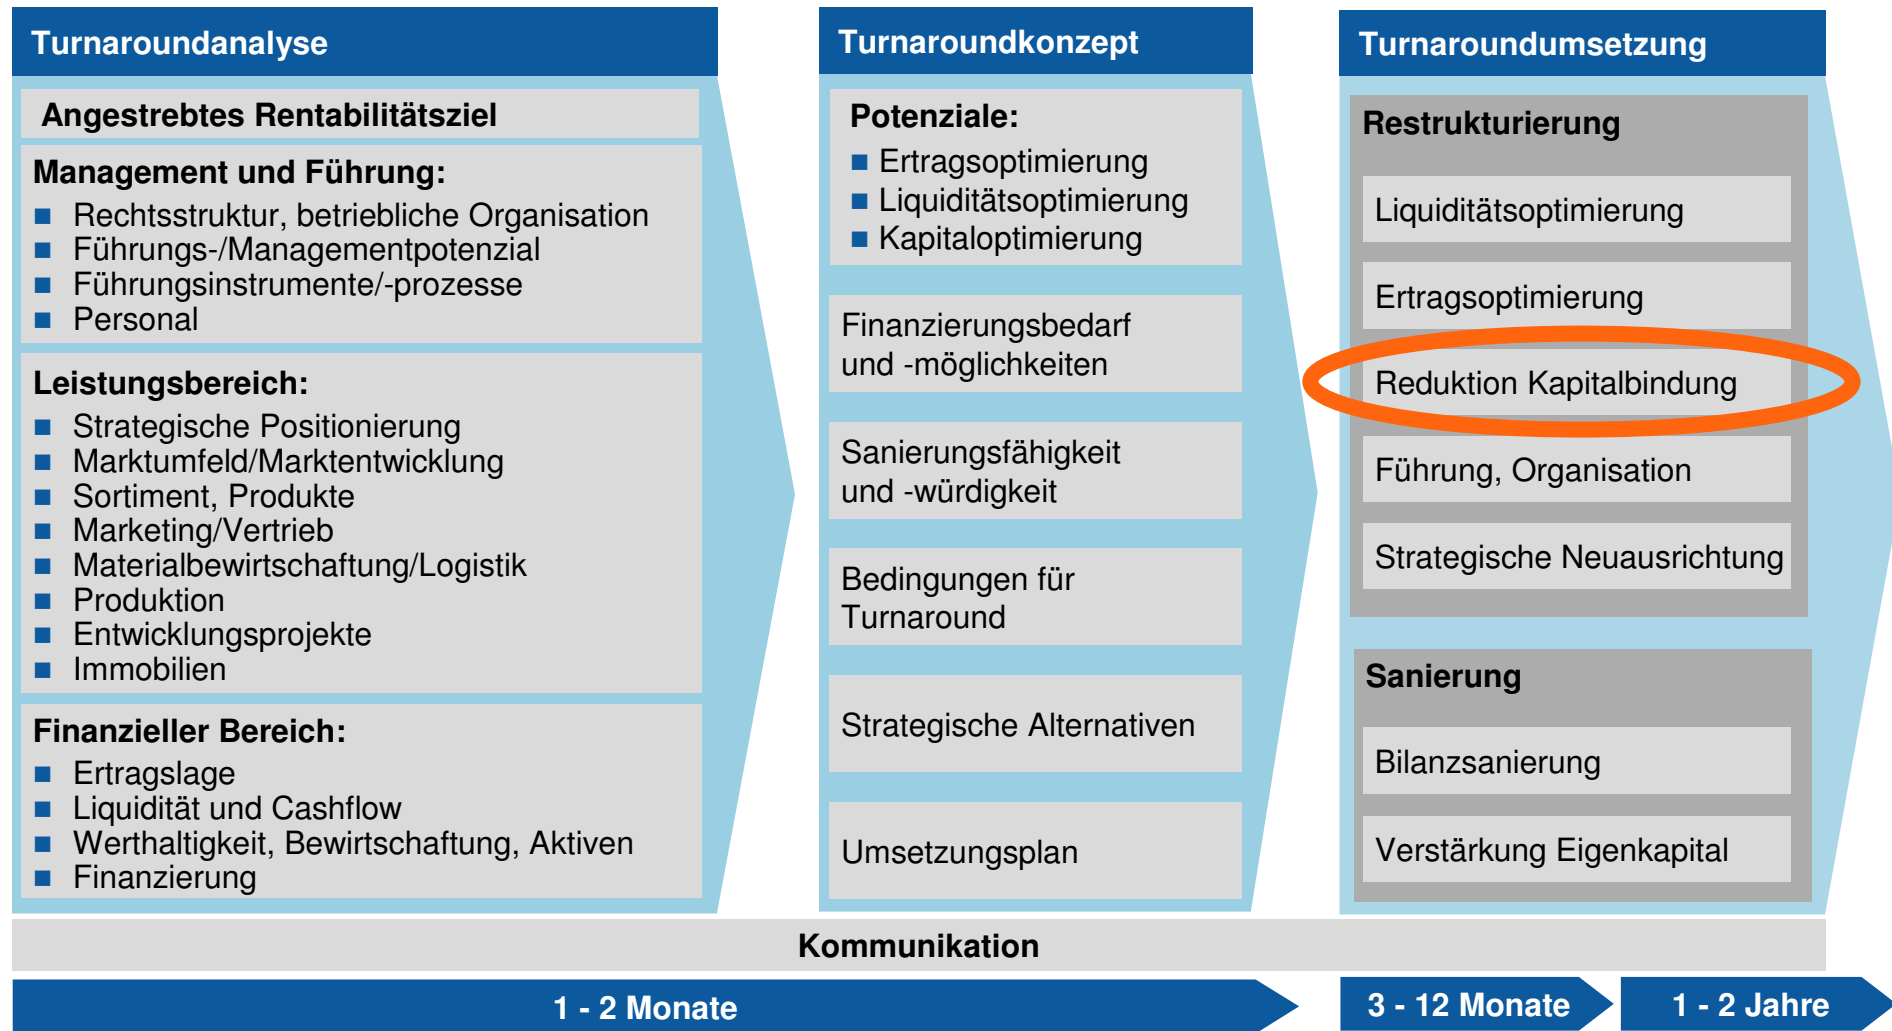 Turnaroundanalyse
Angestrebtes Rentabilitätsziel
Management und Führung:
Rechtsstruktur, betriebliche Organisation
Führungs-/Managementpotenzial
Führungsinstrumente/-prozesse
Personal
Leistungsbereich:
Strategische Positionierung
Marktumfeld/Marktentwicklung
Sortiment, Produkte
Marketing/Vertrieb
Materialbewirtschaftung/Logistik
Produktion
Entwicklungsprojekte
Immobilien
Finanzieller Bereich:
Ertragslage
Liquidität und Cashflow
Werthaltigkeit, Bewirtschaftung, Aktiven
Finanzierung
Turnaroundkonzept
Potenziale:
Ertragsoptimierung
Liquiditätsoptimierung
Kapitaloptimierung
Finanzierungsbedarf
und -möglichkeiten
Sanierungsfähigkeit
und -würdigkeit
Bedingungen für
Turnaround
Strategische Alternativen
Umsetzungsplan
Turnaroundumsetzung
Restrukturierung
Liquiditätsoptimierung
Ertragsoptimierung
Reduktion Kapitalbindung
Führung, Organisation
Strategische Neuausrichtung
Sanierung
Bilanzsanierung
Verstärkung Eigenkapital
Kommunikation
1 - 2 Monate
3 - 12 Monate
1 - 2 Jahre